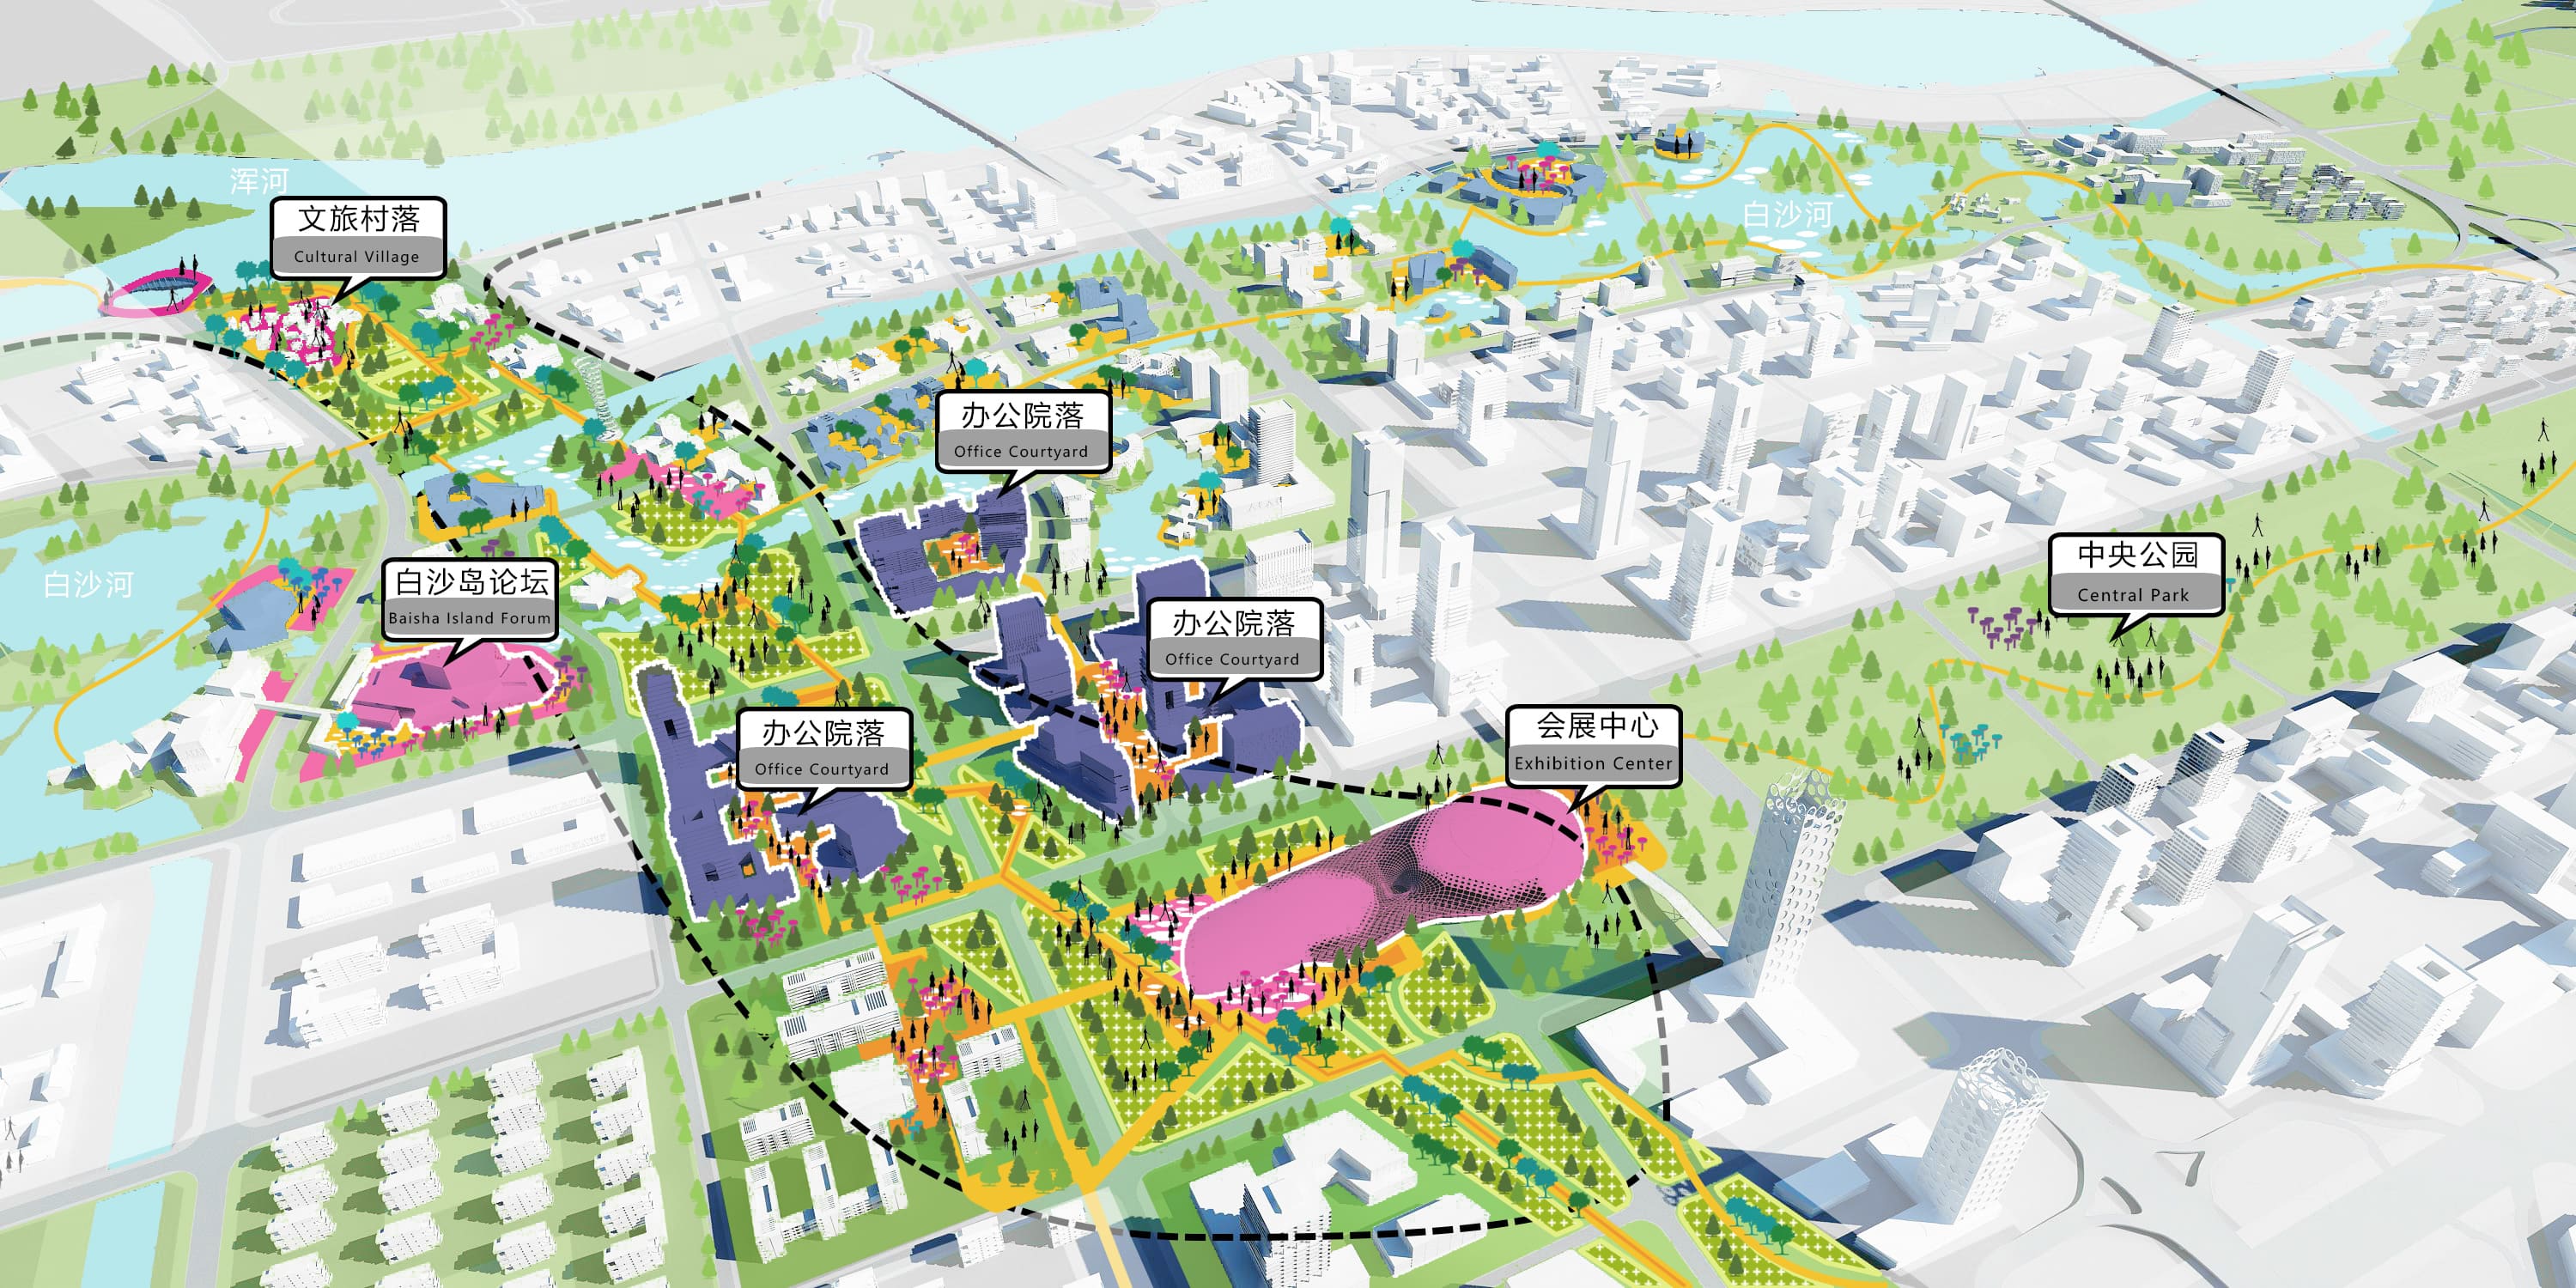 浑河
文旅村落
Cultural Village
白沙河
办公院落
Office Courtyard
白沙河
白沙岛论坛
Baisha Island Forum
中央公园
Central Park
办公院落
Office Courtyard
办公院落
Office Courtyard
会展中心
Exhibition Center